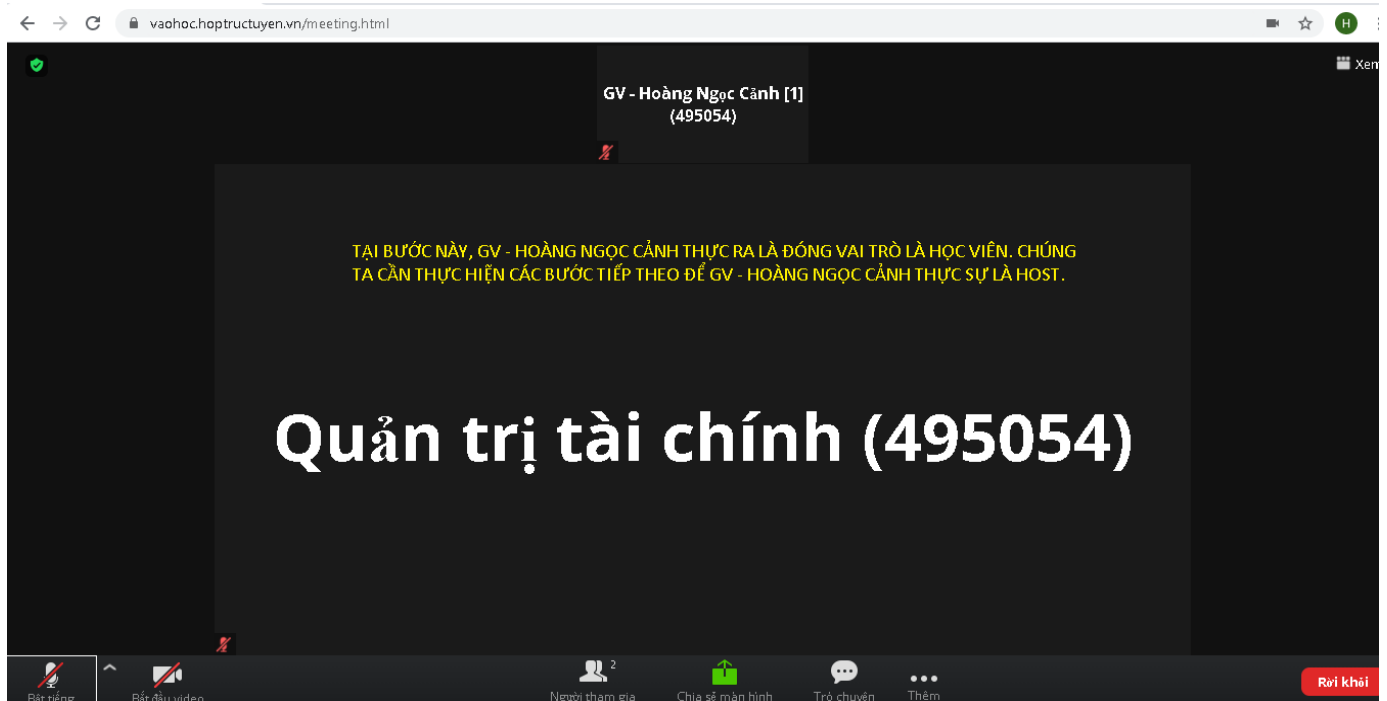 vaohoc.hoptructuyen.vn/meeting.html
H
Xem
GV - Hoàng Ngọc Cảnh [1]
(495054)
TẠI BƯỚC NÀY, GV - HOÀNG NGỌC CẢNH THỰC RA LÀ ĐÓNG VAI TRÒ LÀ HỌC VIÊN. CHÚNG
TA CẦN THỰC HIỆN CÁC BƯỚC TIẾP THEO ĐỂ GV - HOÀNG NGỌC CẢNH THỰC SỰ LÀ HOST.
Quản trị tài chính (495054)
2
Bật tiếng Bắt đầu video Người tham gia Chia sẻ màn hình Trò chuyện Thêm Rời khỏi